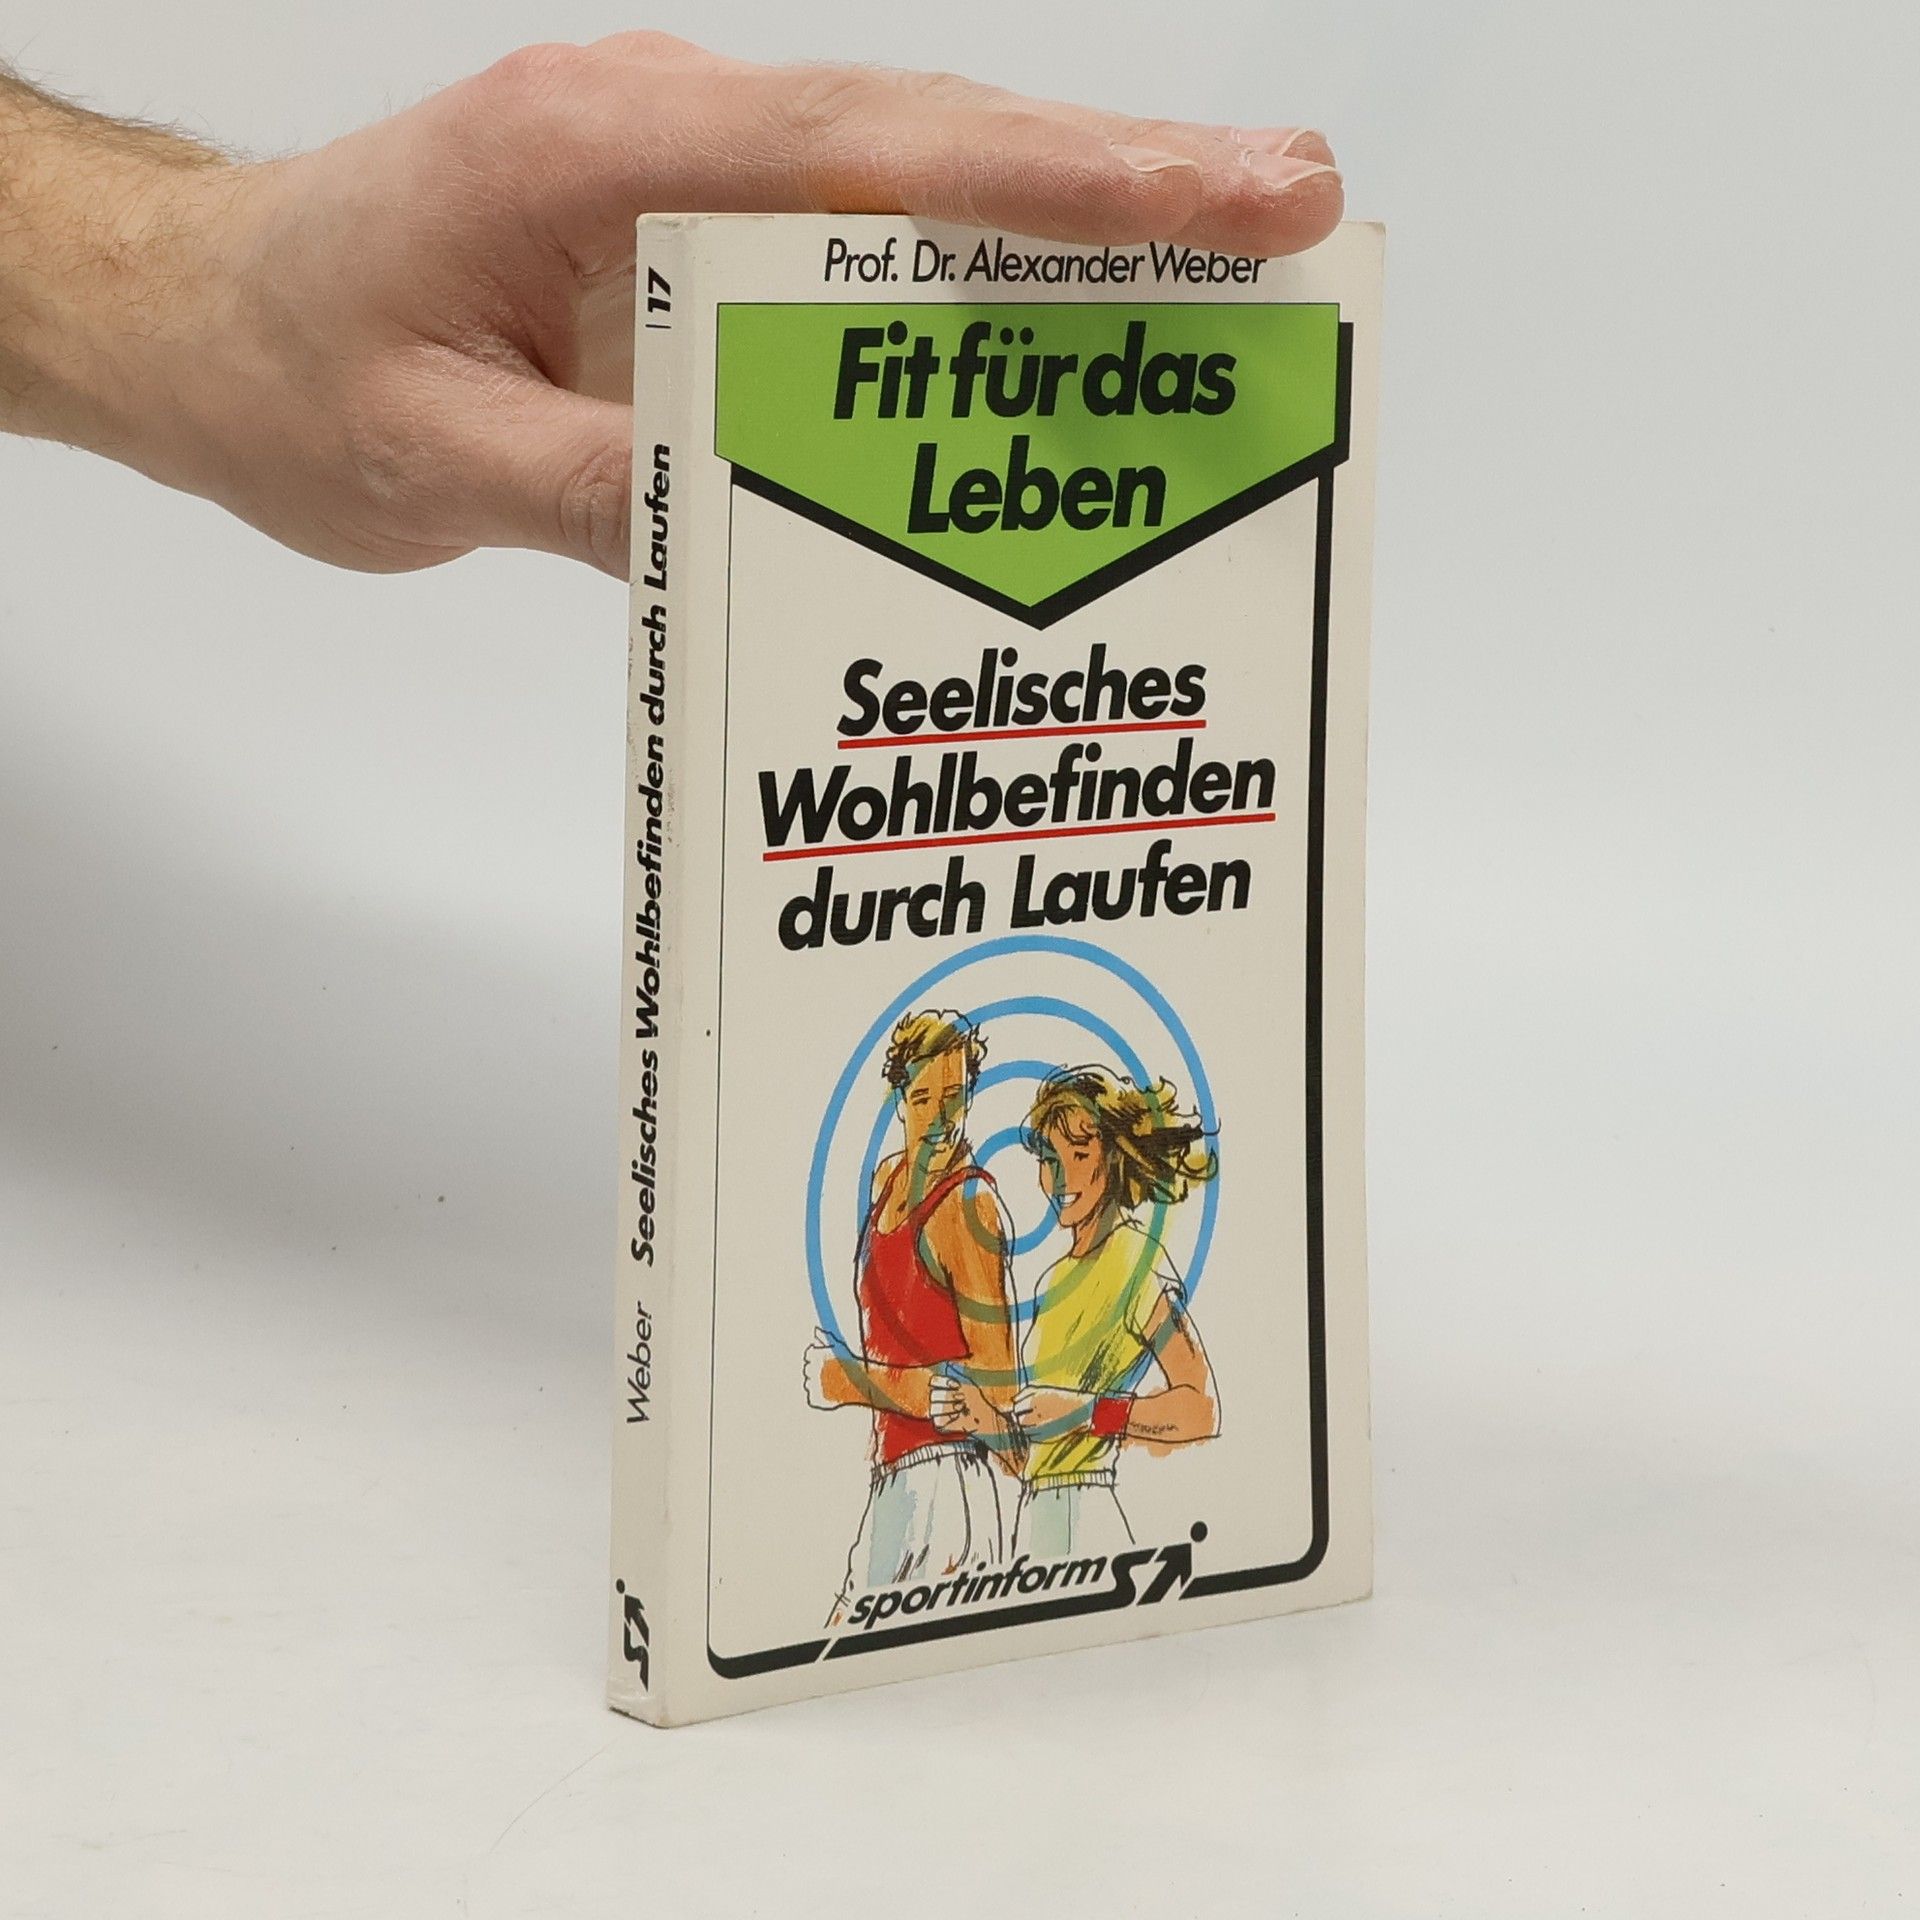 Prof. Dr. Alexander Weber
Fit für das
Leben
Seelisches
Wohlbefinden
durch Laufen
sportinform
Weber Seelisches Wohlbefinden durch Laufen 17